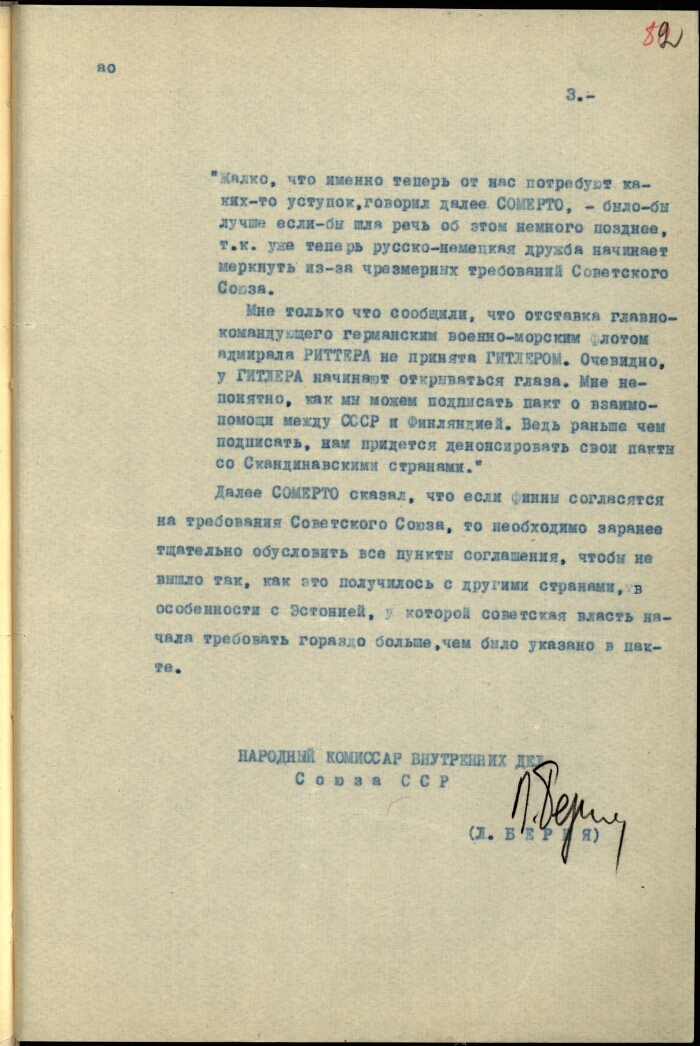 82
ао
3.-
"Жалко, что именно теперь от нас потребуют ка-
ких-то уступок,говорил далее СОМЕРТО, - было-бы
лучше если-бы шла речь об этом немного позднее,
т.к. уже теперь русско-немецкая дружба начинает
меркнуть из-за чрезмерных требований Советского
Союза.
Мне только что сообщили, что отставка главно-
командующего германским военно-морским флотом
адмирала РИТТЕРА не принята ГИТЛЕРОМ. Очевидно,
у ГИТЛЕРА начинают открываться глаза. Мне не-
понятно, как мы можем подписать пакт о взаимо-
помощи между СССР и Финляндией. Ведь раньше чем
подписать, нам придется денонсировать свои пакты
со Скандинавскими странами."
Далее СОМЕРТО сказал, что если финны согласятся
на требования Советского Союза, то необходимо заранее
тщательно обусловить все пункты соглашения, чтобы не
вышло так, как это получилось с другими странами, в
особенности с Эстонией, у которой советская власть на-
чала требовать гораздо больше,чем было указано в пак-
те.
НАРОДНЫЙ КОМИССАР ВНУТРЕННИХ ДЕЛ
Союза ССР
Л.Берия
(Л. БЕРИЯ)